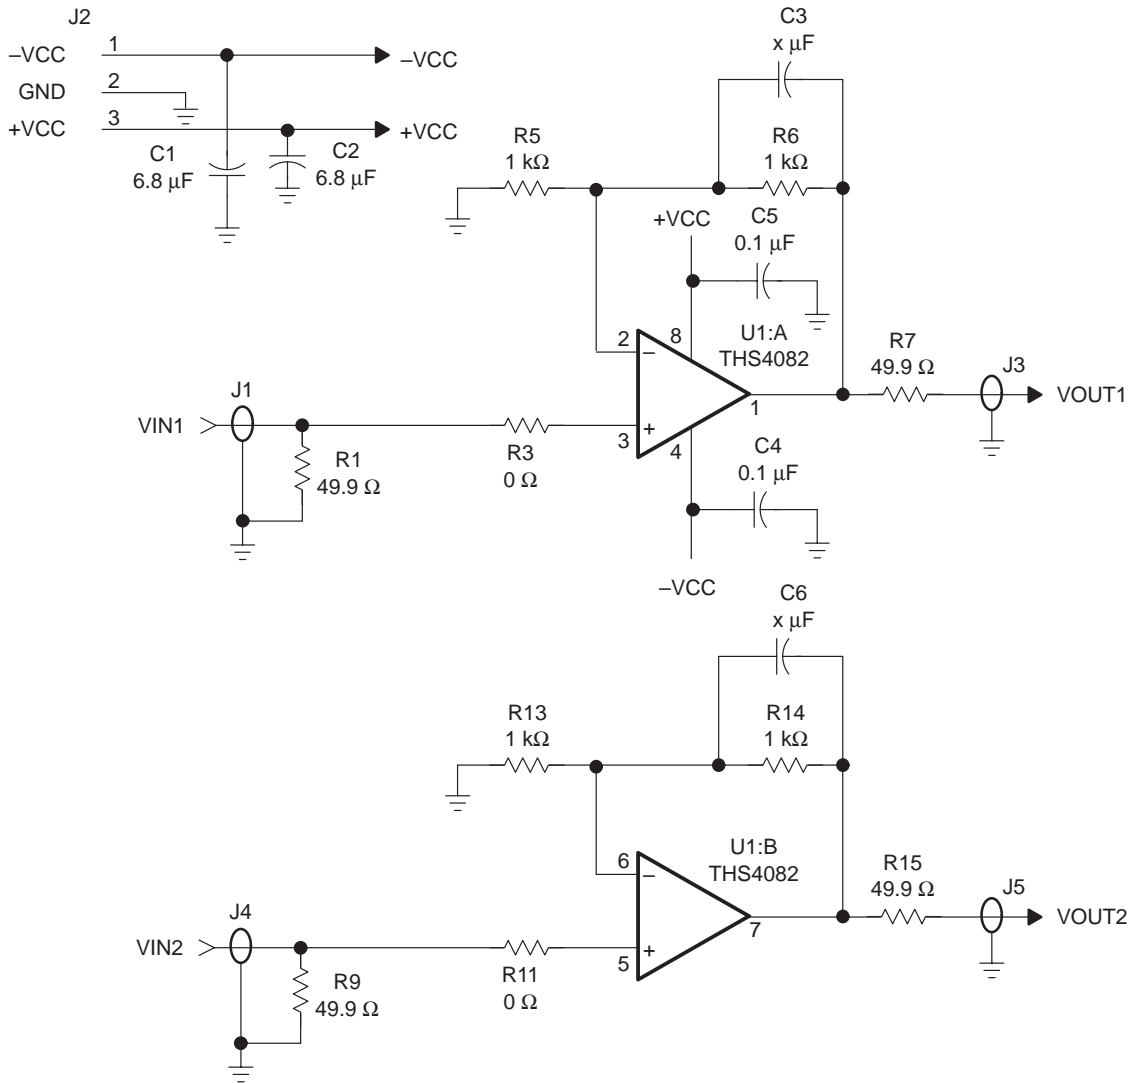 J2
–VCC 1 –VCC
GND 2
+VCC 3 +VCC
C1
6.8 µF
C2
6.8 µF
C3
x µF
R5
1 kΩ
R6
1 kΩ
+VCC
C5
0.1 µF
2 – 8
U1:A
THS4082
R7
49.9 Ω
J3
1
VOUT1
J1
VIN1
3 +
4
R1
49.9 Ω
R3
0 Ω
C4
0.1 µF
–VCC
C6
x µF
R13
1 kΩ
R14
1 kΩ
6 –
U1:B
THS4082
R15
49.9 Ω
J5
7
VOUT2
J4
VIN2
5 +
R9
49.9 Ω
R11
0 Ω